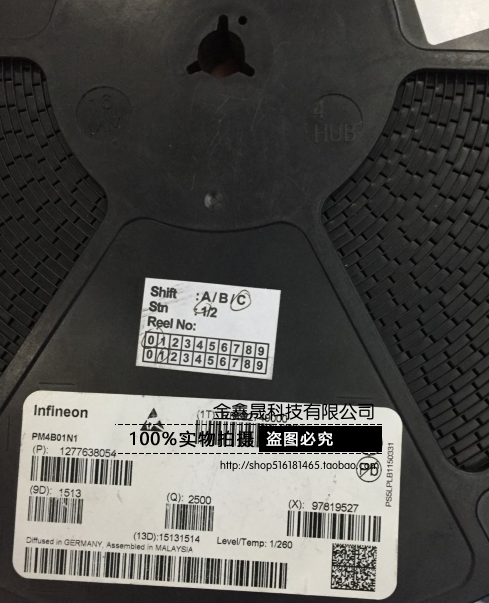 4
HUB
Shift :A/B/C
Stn :1/2
Reel No:
0 1 2 3 4 5 6 7 8 9
0 1 2 3 4 5 6 7 8 9
金鑫晟科技有限公司
Infineon
(1T)
PM4B01N1
100%实物拍摄 盗图必究
(P): 1277638054
http://shop516181465.taobao.com
Pb
(9D): 1513
(Q): 2500
(X): 97819527
PS5LPLB1150331
(13D):15131514
Level/Temp: 1/260
Diffused in GERMANY, Assembled in MALAYSIA